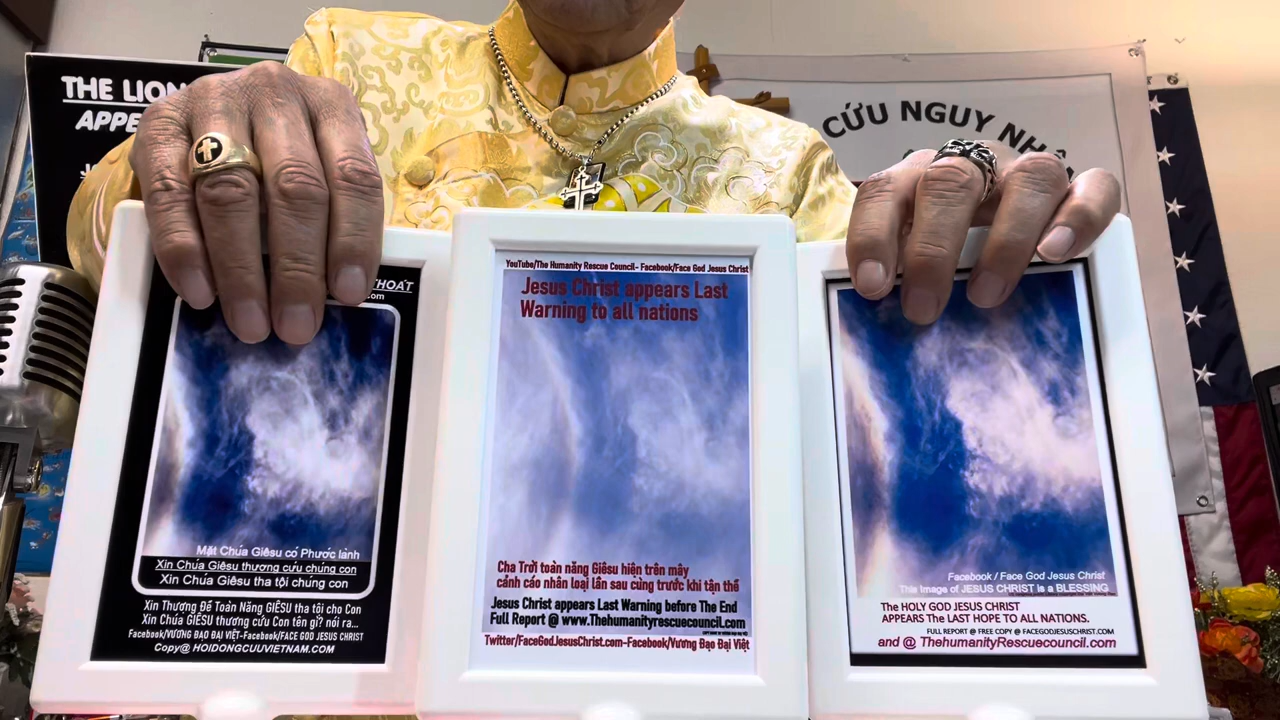 THE LION
APPE
CỨU NGUY NHÂ
THOÁT
.com
Mặt Chúa Giêsu có Phước lành
Xin Chúa Giêsu thương cứu chúng con
Xin Chúa Giêsu tha tội chúng con
Xin Thượng Đế Toàn Năng GIÊSU tha tội cho Con
Xin Chúa GIÊSU thương cứu Con tên gì? nói ra...
Facebook/VƯƠNG ĐẠO ĐẠI VIỆT-Facebook/FACE GOD JESUS CHRIST
Copy@ HOIDONGCUUVIETNAM.COM
YouTube/The Humanity Rescue Council- Facebook/Face God Jesus Christ
Jesus Christ appears Last
Warning to all nations
Cha Trời toàn năng Giêsu hiện trên mây
cảnh cáo nhân loại lần sau cùng trước khi tận thế
Jesus Christ appears Last Warning before The End
Full Report @ www.Thehumanityrescuecouncil.com
Twitter/FaceGodJesusChrist.com-Facebook/Vương Đạo Đại Việt
Facebook / Face God Jesus Christ
This Image of JESUS CHRIST is a BLESSING
The HOLY GOD JESUS CHRIST
APPEARS The LAST HOPE TO ALL NATIONS.
FULL REPORT @ FREE COPY @ FACEGODJESUSCHRIST.COM
and @ ThehumanityRescuecouncil.com